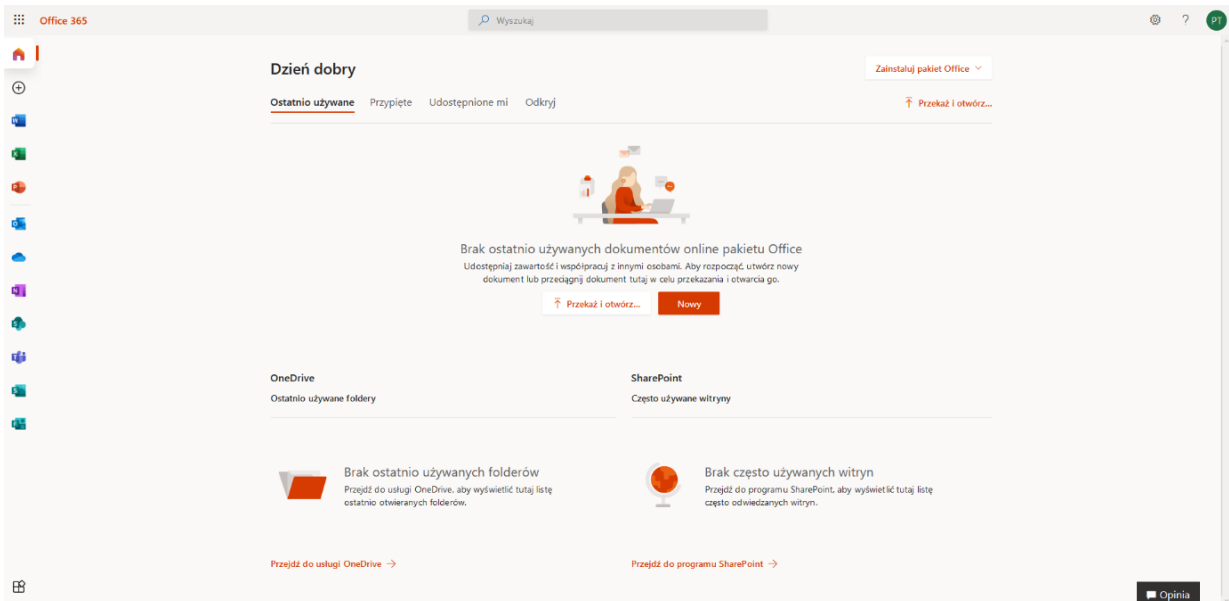 Office 365
Wyszukaj
?
PT
Dzień dobry
Zainstaluj pakiet Office
Ostatnio używane Przypięte Udostępnione mi Odkryj
Przekaż i otwórz...
Brak ostatnio używanych dokumentów online pakietu Office
Udostępniaj zawartość i współpracuj z innymi osobami. Aby rozpocząć, utwórz nowy
dokument lub przeciągnij dokument tutaj w celu przekazania i otwarcia go.
Przekaż i otwórz... Nowy
OneDrive
Ostatnio używane foldery
SharePoint
Często używane witryny
Brak ostatnio używanych folderów
Przejdź do usługi OneDrive, aby wyświetlić tutaj listę
ostatnio otwieranych folderów.
Brak często używanych witryn
Przejdź do programu SharePoint, aby wyświetlić tutaj listę
często odwiedzanych witryn.
Przejdź do usługi OneDrive →
Przejdź do programu SharePoint →
Opinia